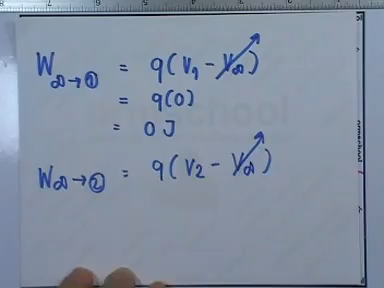 W∞→① = q(V₁ - V∞)
= q(0)
= 0 J
W∞→② = q(V₂ - V∞)